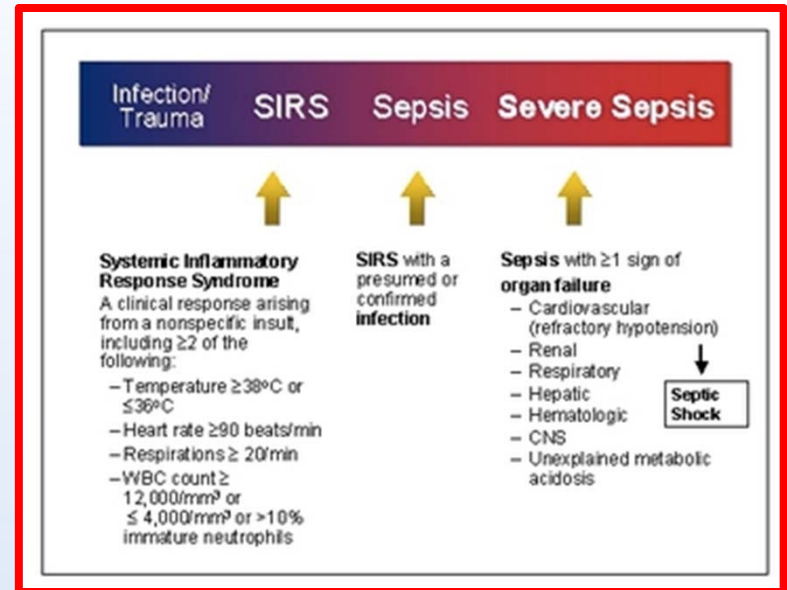 Infection/
Trauma
SIRS
Sepsis
Severe Sepsis
Systemic Inflammatory
Response Syndrome
A clinical response arising
from a nonspecific insult,
including ≥2 of the
following:
–Temperature ≥38ºC or
≤36ºC
–Heart rate ≥90 beats/min
–Respirations ≥ 20/min
–WBC count ≥
12,000/mm³ or
≤ 4,000/mm³ or >10%
immature neutrophils
SIRS with a
presumed or
confirmed
infection
Sepsis with ≥1 sign of
organ failure
– Cardiovascular
(refractory hypotension)
– Renal
– Respiratory
– Hepatic
– Hematologic
– CNS
– Unexplained metabolic
acidosis
Septic
Shock